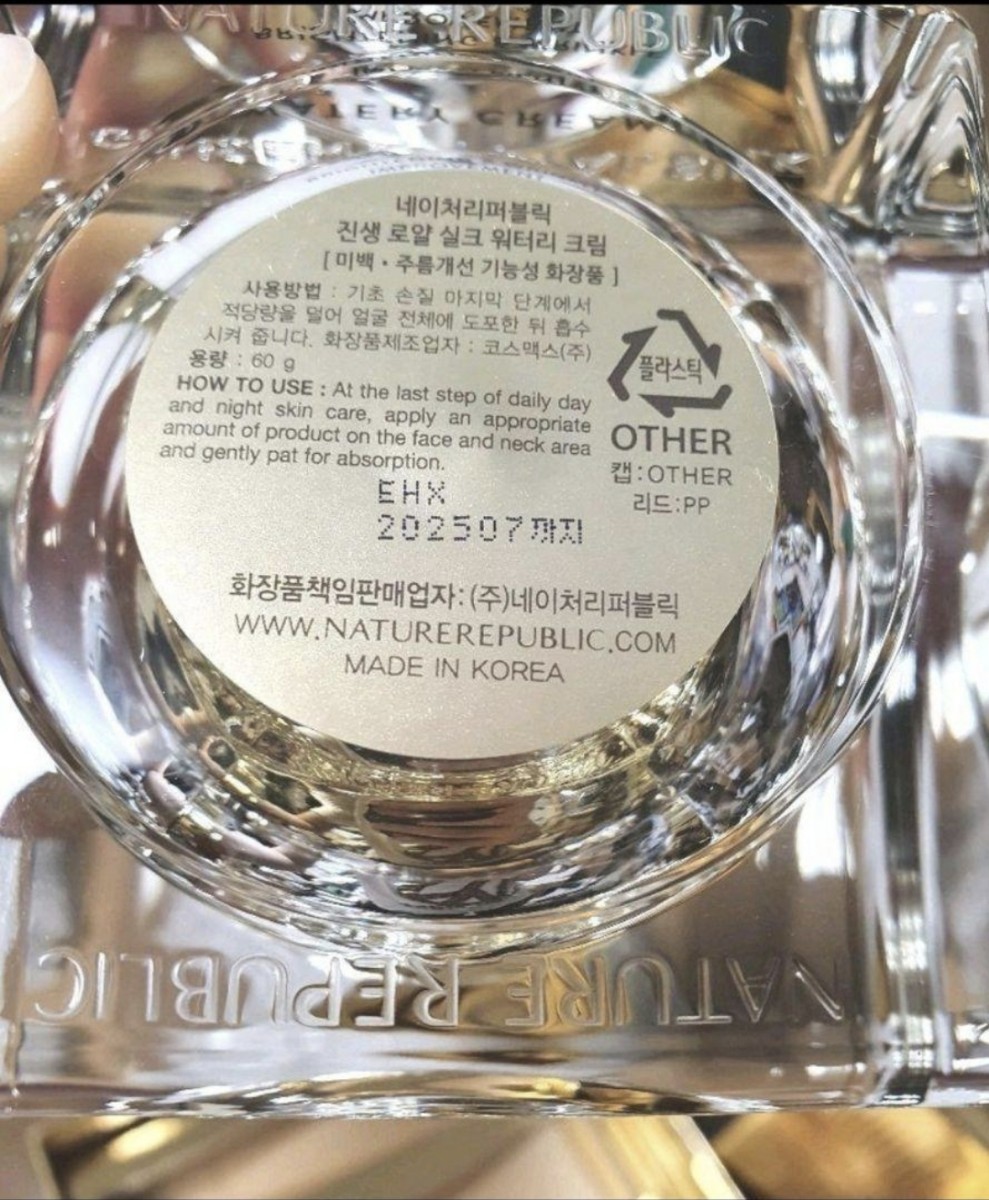 NATURE REPUBLIC
WATERY CREAM
네이처리퍼블릭
진생 로얄 실크 워터리 크림
[ 미백 • 주름개선 기능성 화장품 ]
사용방법 : 기초 손질 마지막 단계에서
적당량을 덜어 얼굴 전체에 도포한 뒤 흡수
시켜 줍니다. 화장품제조업자 : 코스맥스(주)
용량 : 60 g
HOW TO USE : At the last step of daily day
and night skin care, apply an appropriate
amount of product on the face and neck area
and gently pat for absorption.
플라스틱
OTHER
캡:OTHER
리드:PP
EHX
202507까지
화장품책임판매업자: (주)네이처리퍼블릭
WWW.NATUREREPUBLIC.COM
MADE IN KOREA
NATURE REPUBLIC